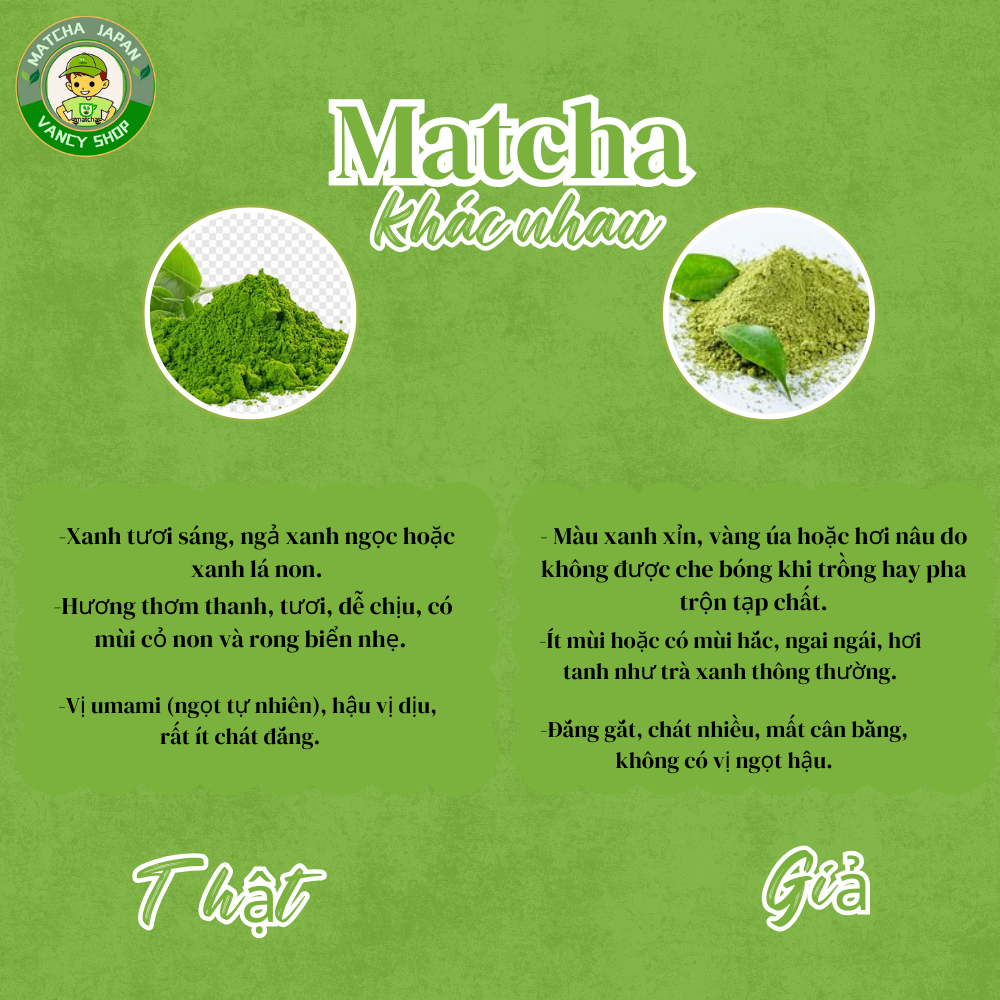 MATCHA JAPAN
matcha
VANCY SHOP
Matcha
khác nhau
-Xanh tươi sáng, ngả xanh ngọc hoặc
xanh lá non.
-Hương thơm thanh, tươi, dễ chịu, có
mùi cỏ non và rong biển nhẹ.
-Vị umami (ngọt tự nhiên), hậu vị dịu,
rất ít chát đắng.
- Màu xanh xỉn, vàng úa hoặc hơi nâu do
không được che bóng khi trồng hay pha
trộn tạp chất.
-Ít mùi hoặc có mùi hắc, ngai ngái, hơi
tanh như trà xanh thông thường.
-Đắng gắt, chát nhiều, mất cân bằng,
không có vị ngọt hậu.
Thật
Giả